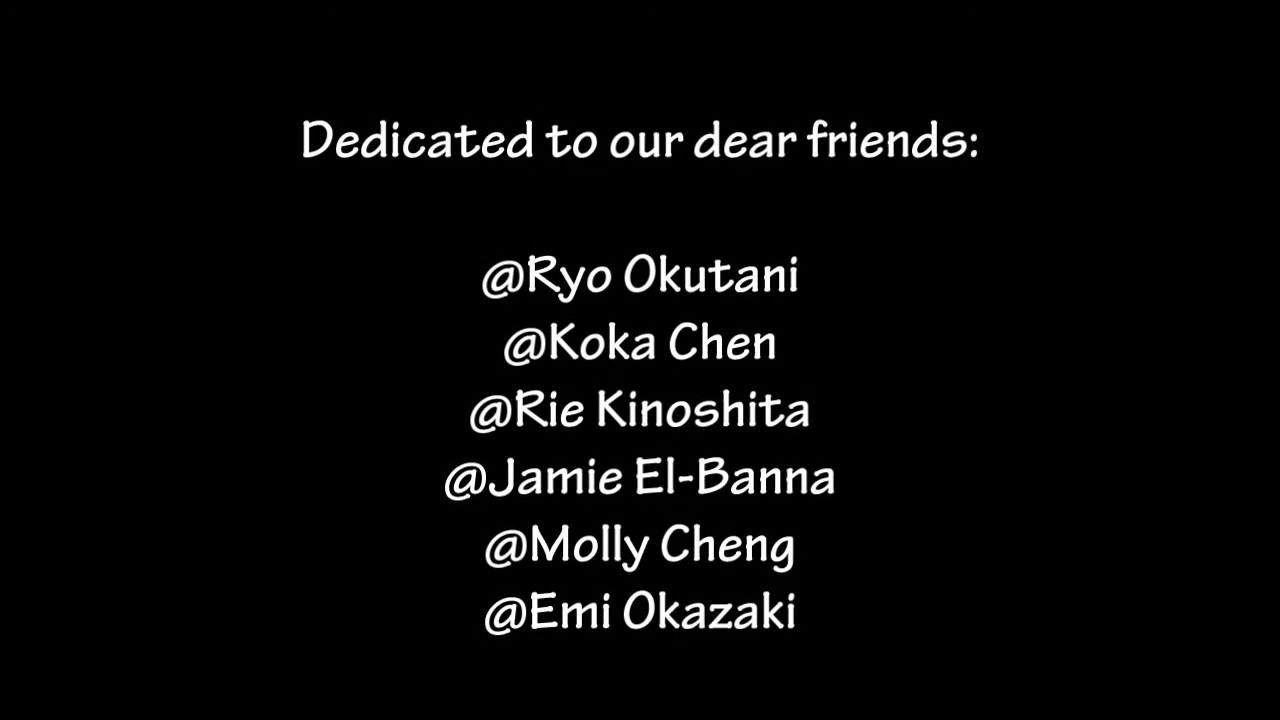 Dedicated to our dear friends:
@Ryo Okutani
@Koka Chen
@Rie Kinoshita
@Jamie El-Banna
@Molly Cheng
@Emi Okazaki